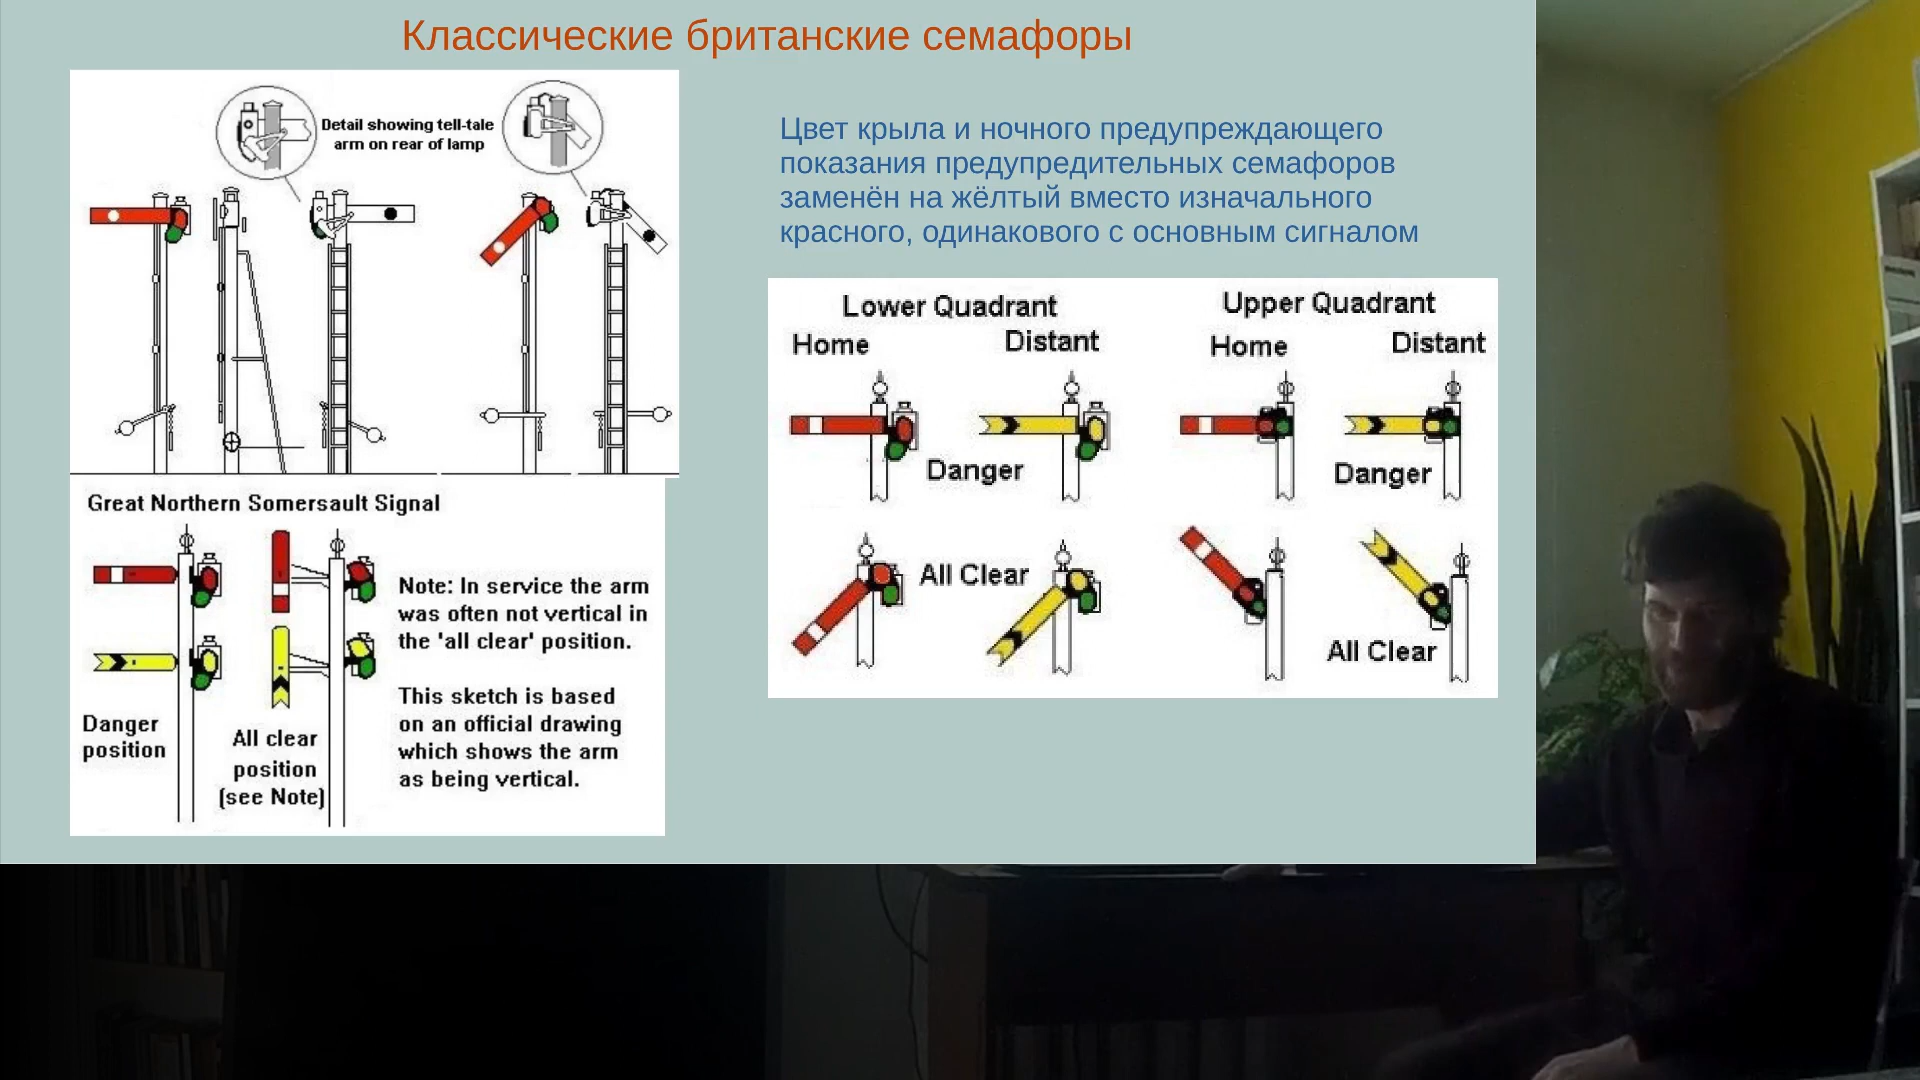 Классические британские семафоры
Detail showing tell-tale
arm on rear of lamp
Great Northern Somersault Signal
Note: In service the arm
was often not vertical in
the 'all clear' position.
This sketch is based
on an official drawing
which shows the arm
as being vertical.
Danger
position
All clear
position
(see Note)
Цвет крыла и ночного предупреждающего
показания предупредительных семафоров
заменён на жёлтый вместо изначального
красного, одинакового с основным сигналом
Lower Quadrant
Upper Quadrant
Home
Distant
Home
Distant
Danger
Danger
All Clear
All Clear